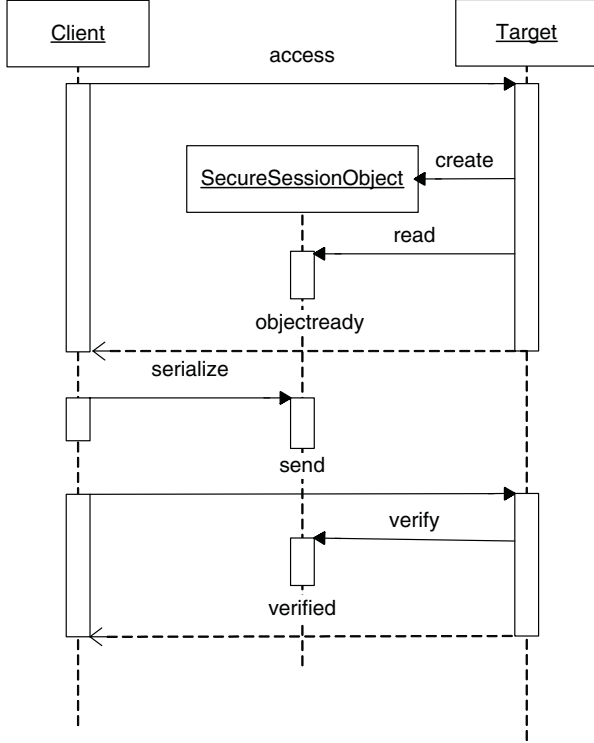 Client
Target
access
create
SecureSessionObject
read
objectready
serialize
send
verify
verified